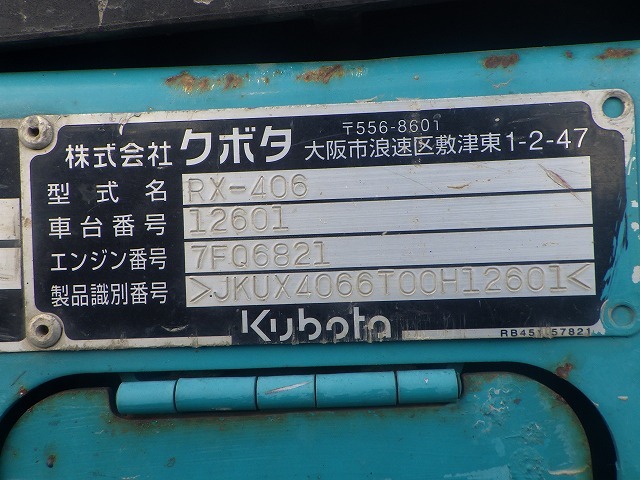 〒556-8601
株式会社 クボタ 大阪市浪速区敷津東1-2-47
型式名 RX-406
車台番号 12601
エンジン番号 7FQ6821
製品識別番号 >JKUX4066T00H12601<
Kubota
RB451-57821